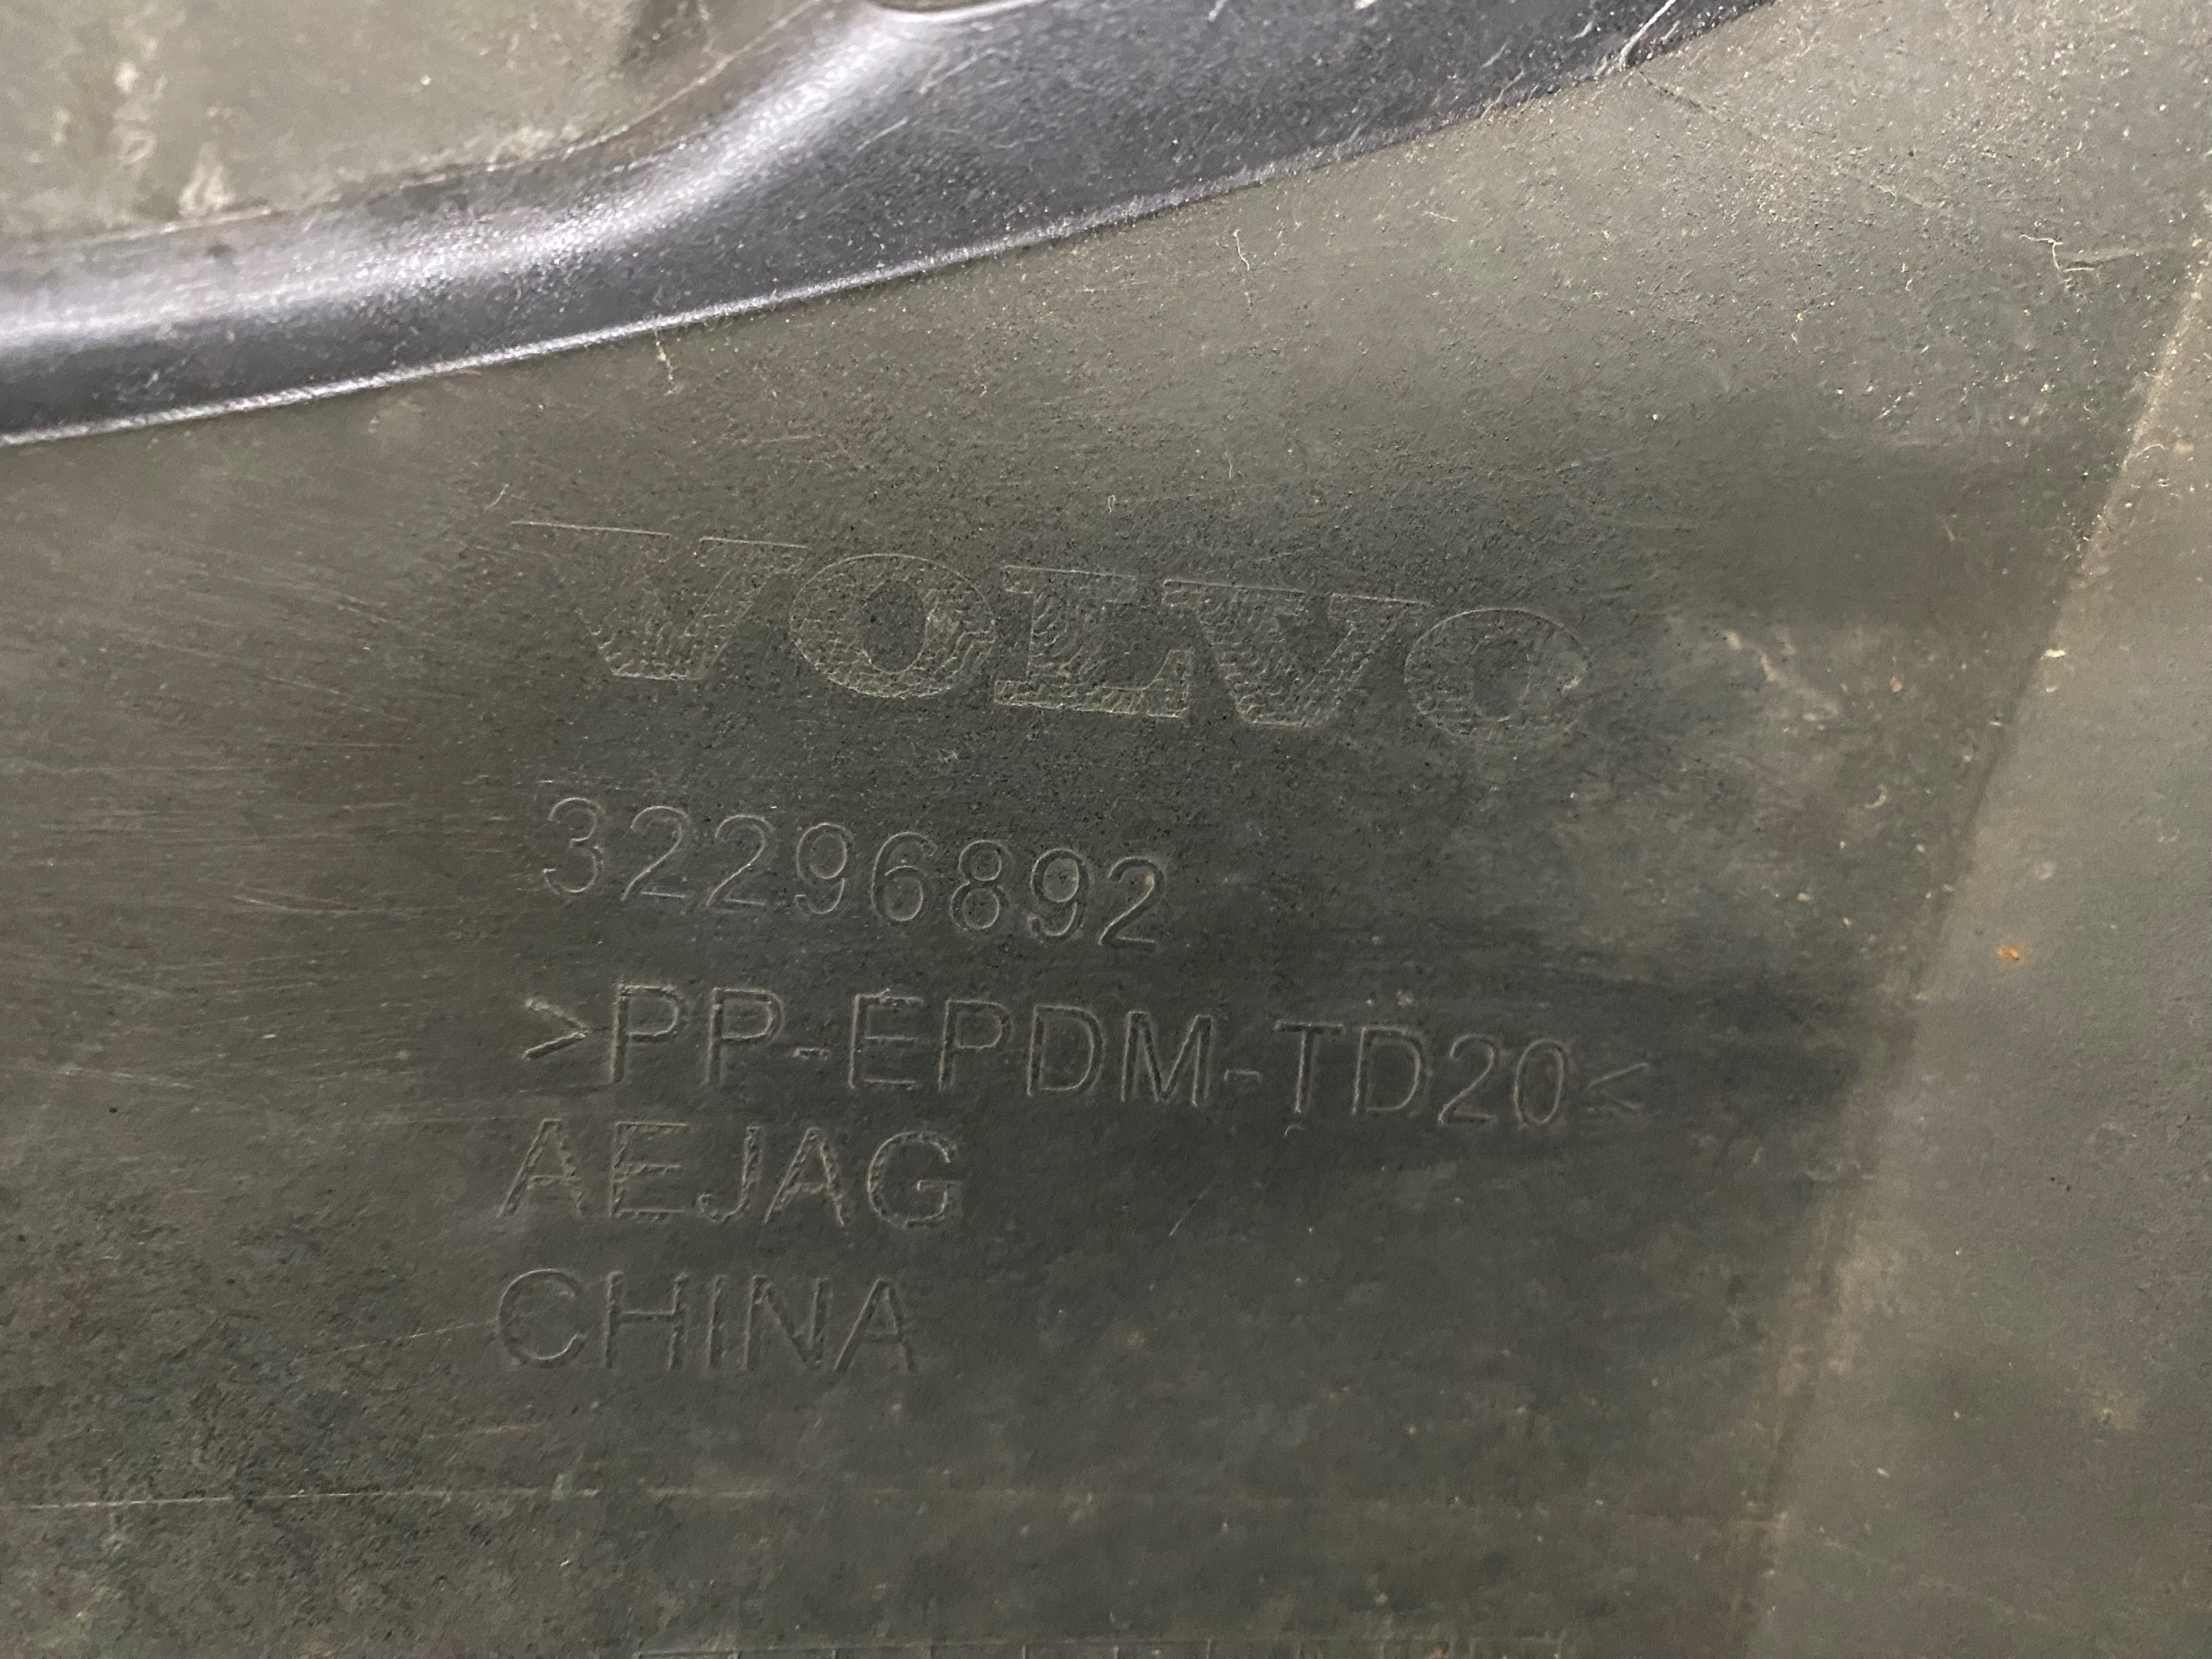 VOLVO
32296892
>PP-EPDM-TD20<
AEJAG
CHINA